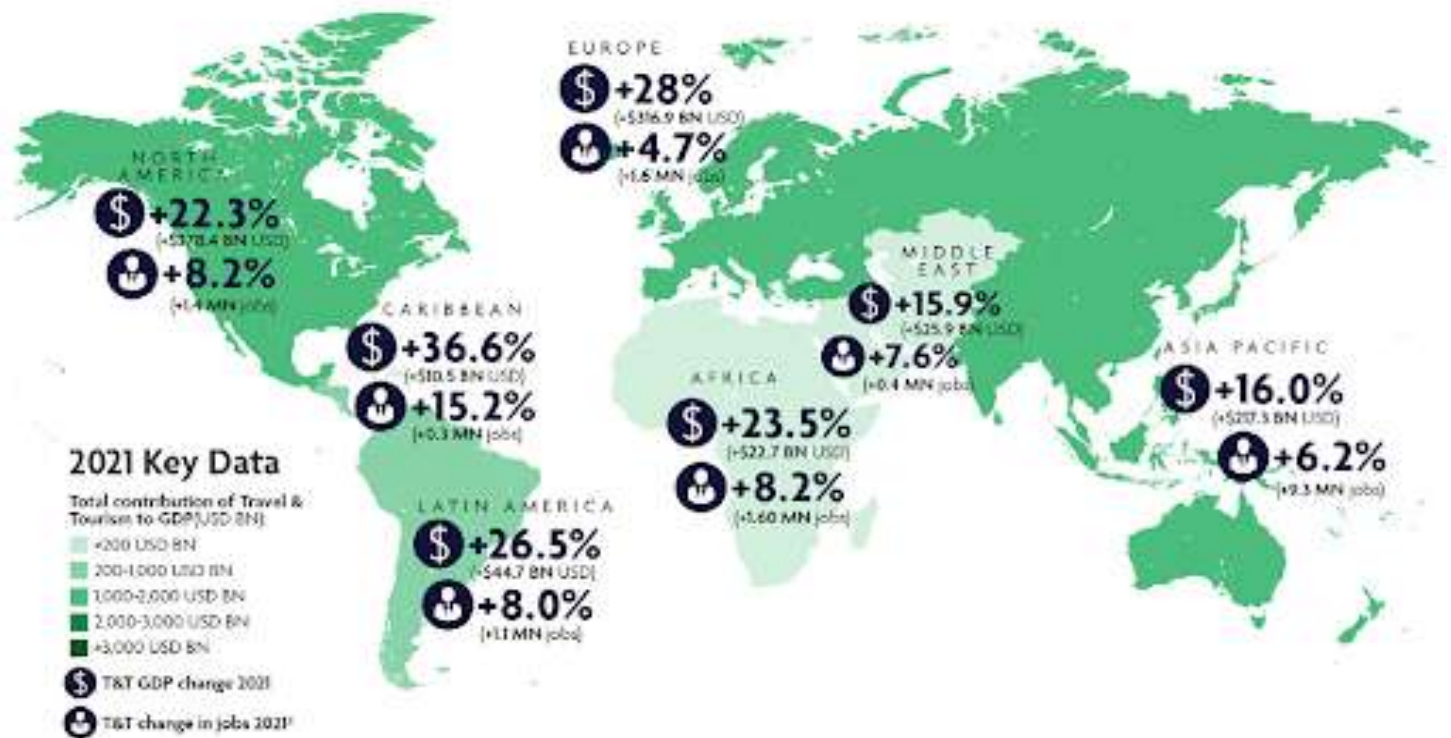 EUROPE
+28%
(+$316.9 BN USD)
+4.7%
(+1.6 MN jobs)
NORTH
AMERICA
+22.3%
(+$378.4 BN USD)
+8.2%
(+1.4 MN jobs)
MIDDLE
EAST
+15.9%
(+$25.9 BN USD)
+7.6%
(+0.4 MN jobs)
CARIBBEAN
+36.6%
(+$10.5 BN USD)
+15.2%
(+0.3 MN jobs)
AFRICA
+23.5%
(+$22.7 BN USD)
+8.2%
(+1.60 MN jobs)
ASIA PACIFIC
+16.0%
(+$217.3 BN USD)
+6.2%
(+9.3 MN jobs)
LATIN AMERICA
+26.5%
(+$44.7 BN USD)
+8.0%
(+1.1 MN jobs)
2021 Key Data
Total contribution of Travel &
Tourism to GDP(USD BN)
200 USD BN
200-1,000 USD BN
1,000-2,000 USD BN
2,000-3,000 USD BN
+3,000 USD BN
$ T&T GDP change 2021
T&T change in jobs 2021